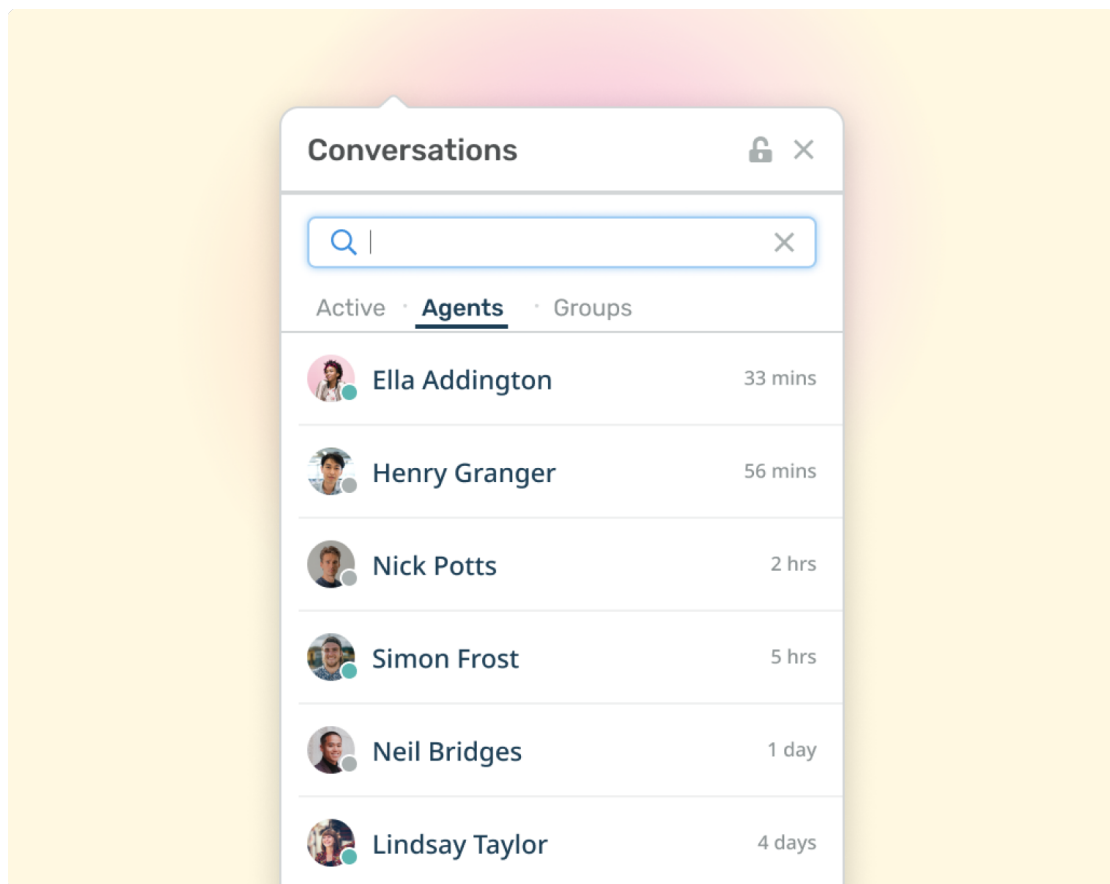 Conversations
Active · Agents · Groups
Ella Addington 33 mins
Henry Granger 56 mins
Nick Potts 2 hrs
Simon Frost 5 hrs
Neil Bridges 1 day
Lindsay Taylor 4 days